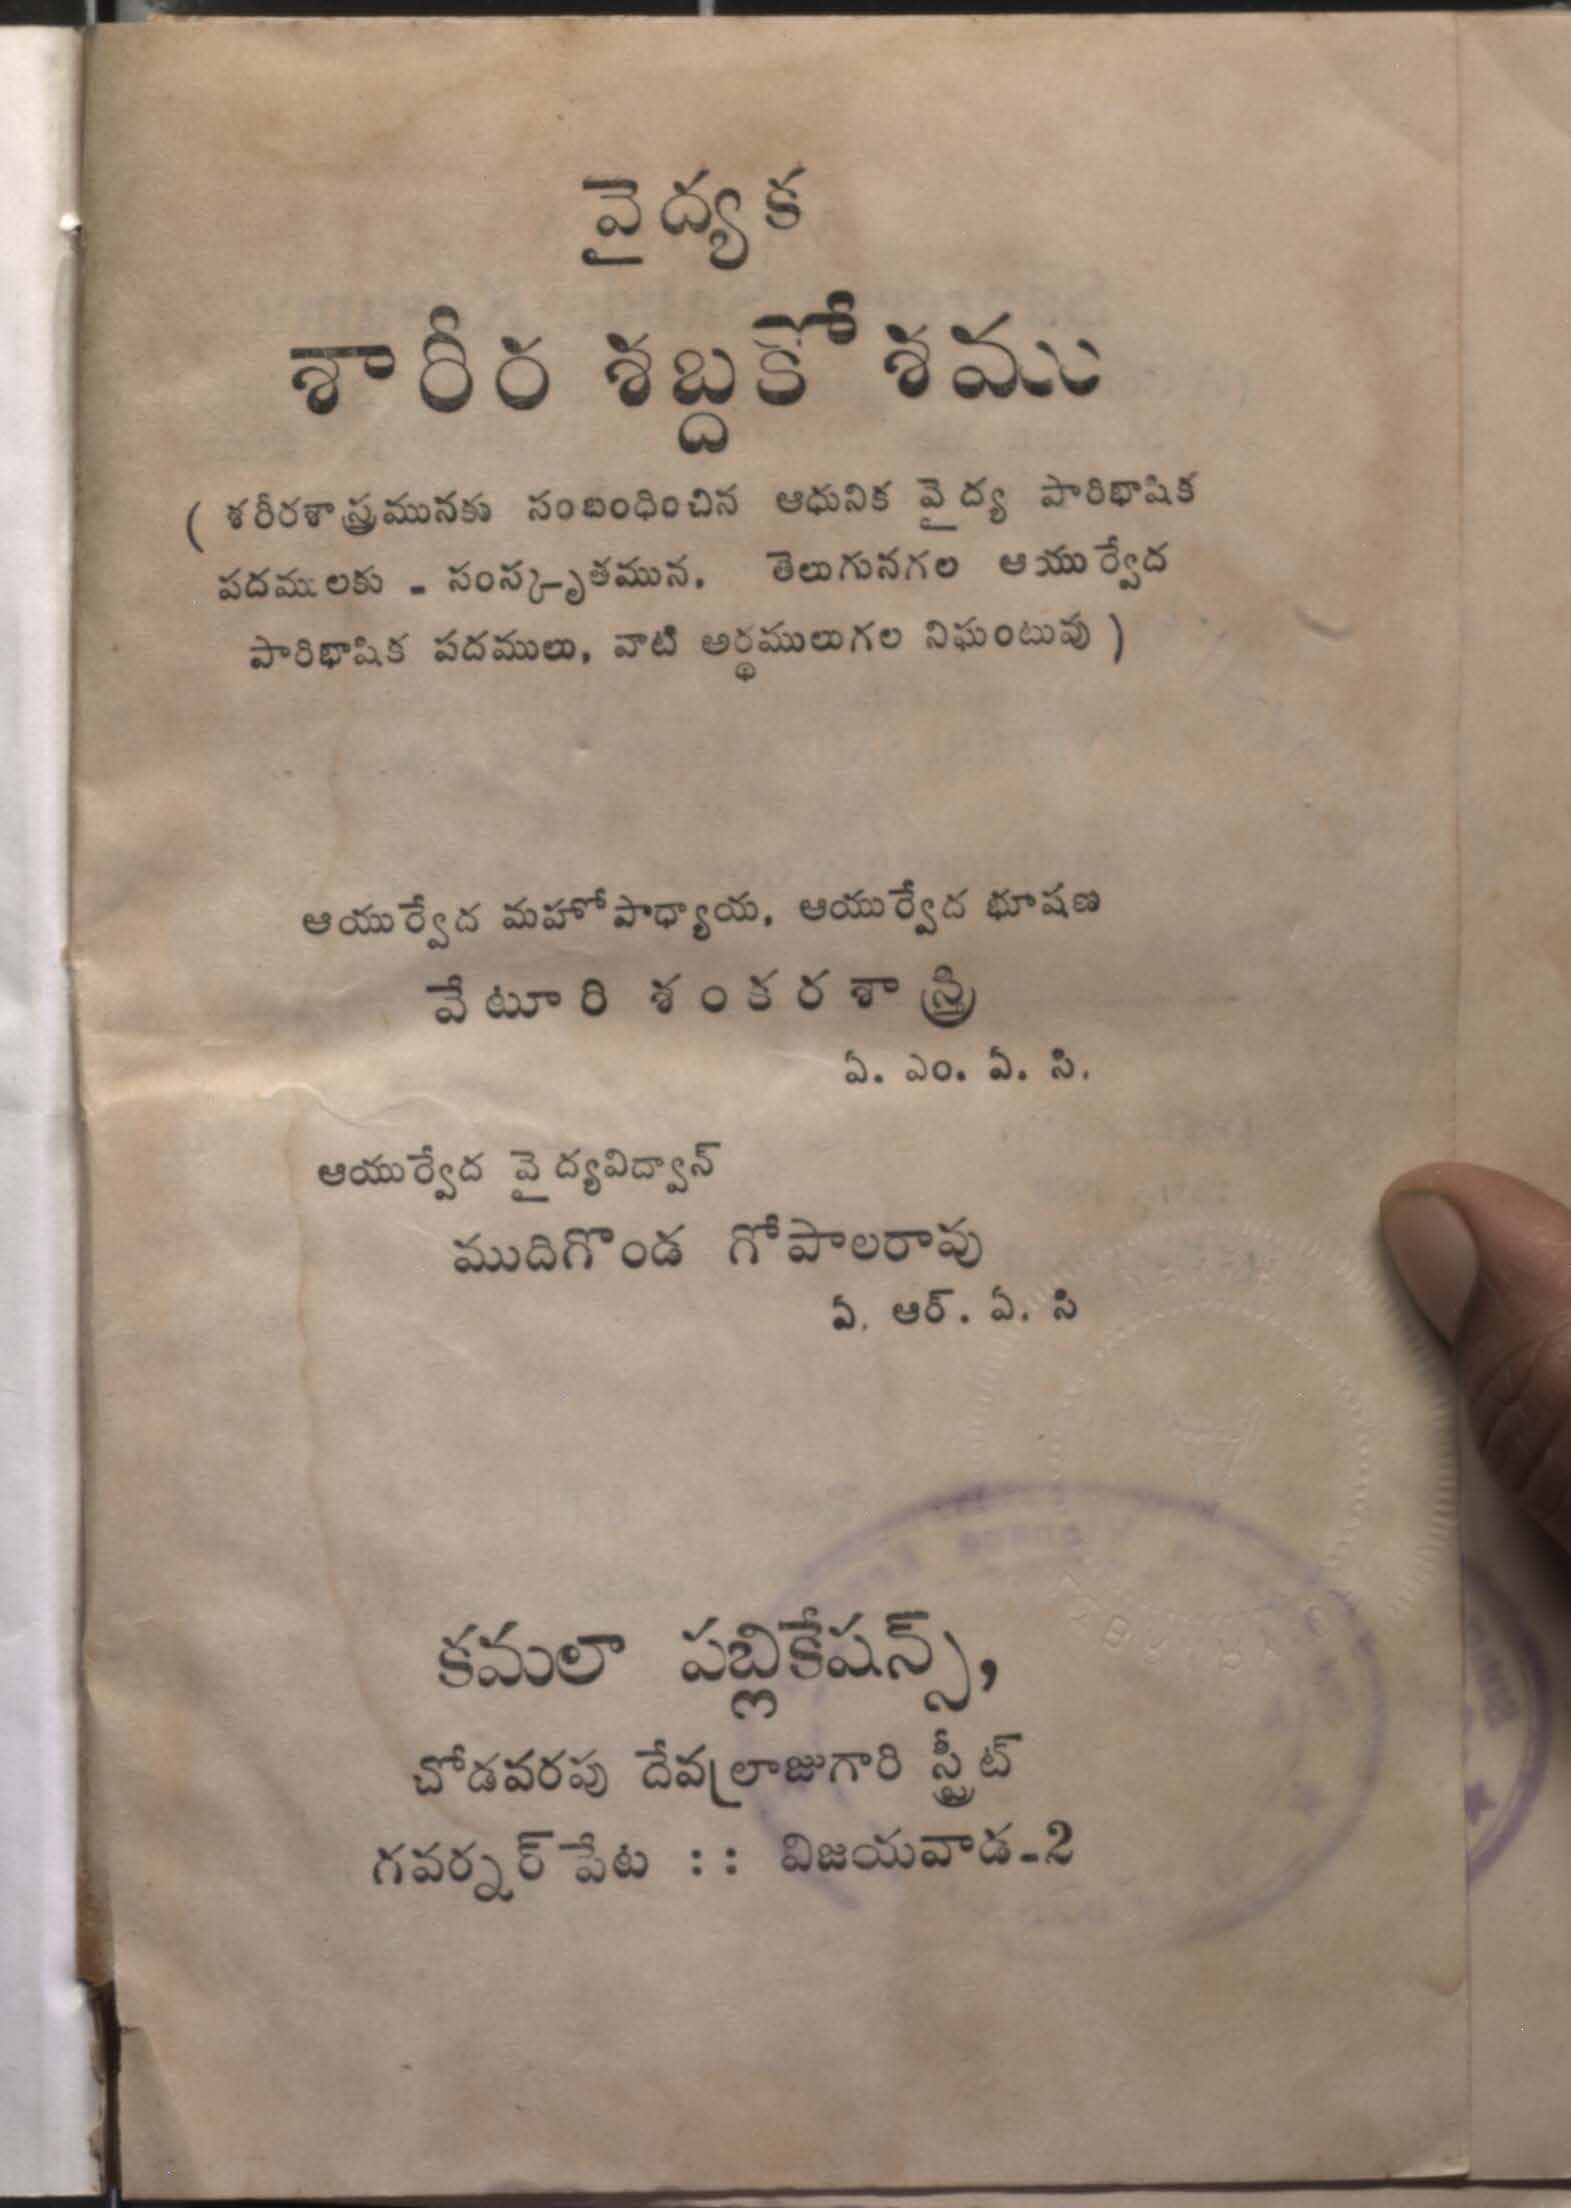 వైద్యక
శారీర శబ్దకోశము
( శరీరశాస్త్రమునకు సంబంధించిన ఆధునిక వైద్య పారిభాషిక
పదములకు - సంస్కృతమున, తెలుగునగల ఆయుర్వేద
పారిభాషిక పదములు, వాటి అర్థములుగల నిఘంటువు )
ఆయుర్వేద మహోపాధ్యాయ, ఆయుర్వేద భూషణ
వేటూరి శంకరశాస్త్రి
ఏ. ఎం. ఏ. సి.
ఆయుర్వేద వైద్యవిద్వాన్
ముదిగొండ గోపాలరావు
ఏ. ఆర్. ఏ. సి
కమలా పబ్లికేషన్స్,
చోడవరపు దేవల్రాజుగారి స్ట్రీట్
గవర్నర్ పేట :: విజయవాడ-2